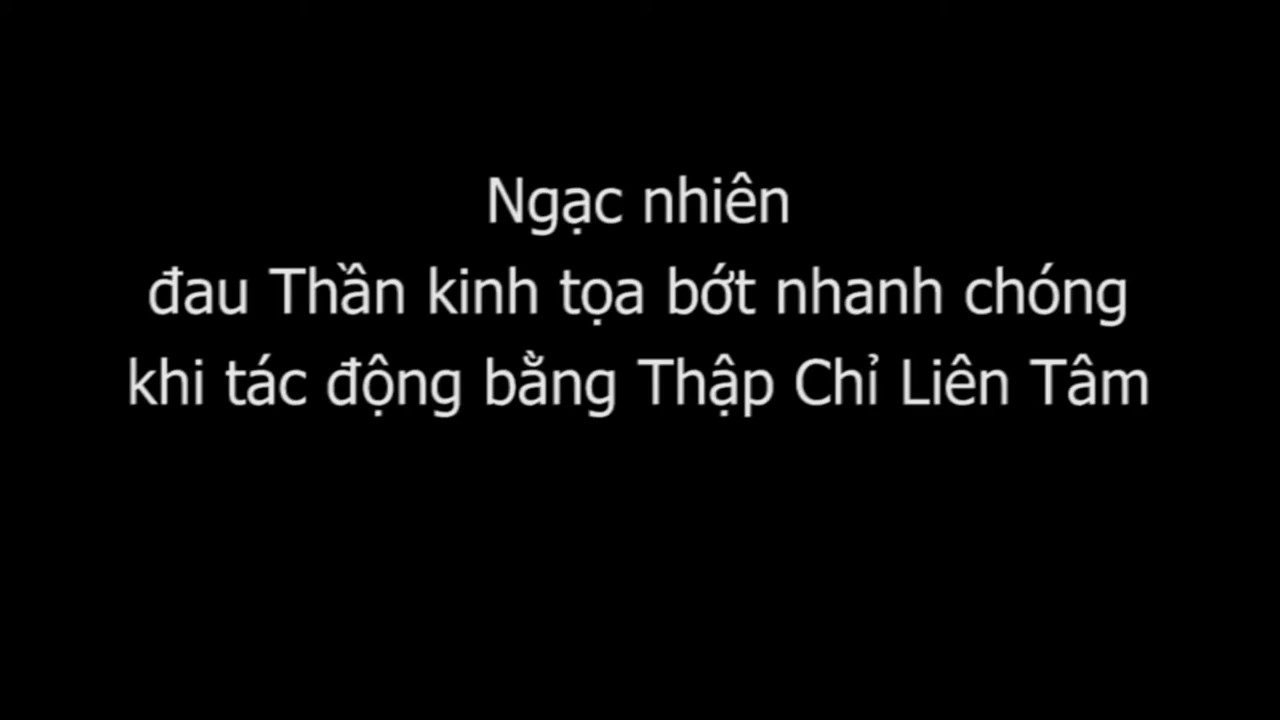 Ngạc nhiên
đau Thần kinh tọa bớt nhanh chóng
khi tác động bằng Thập Chỉ Liên Tâm